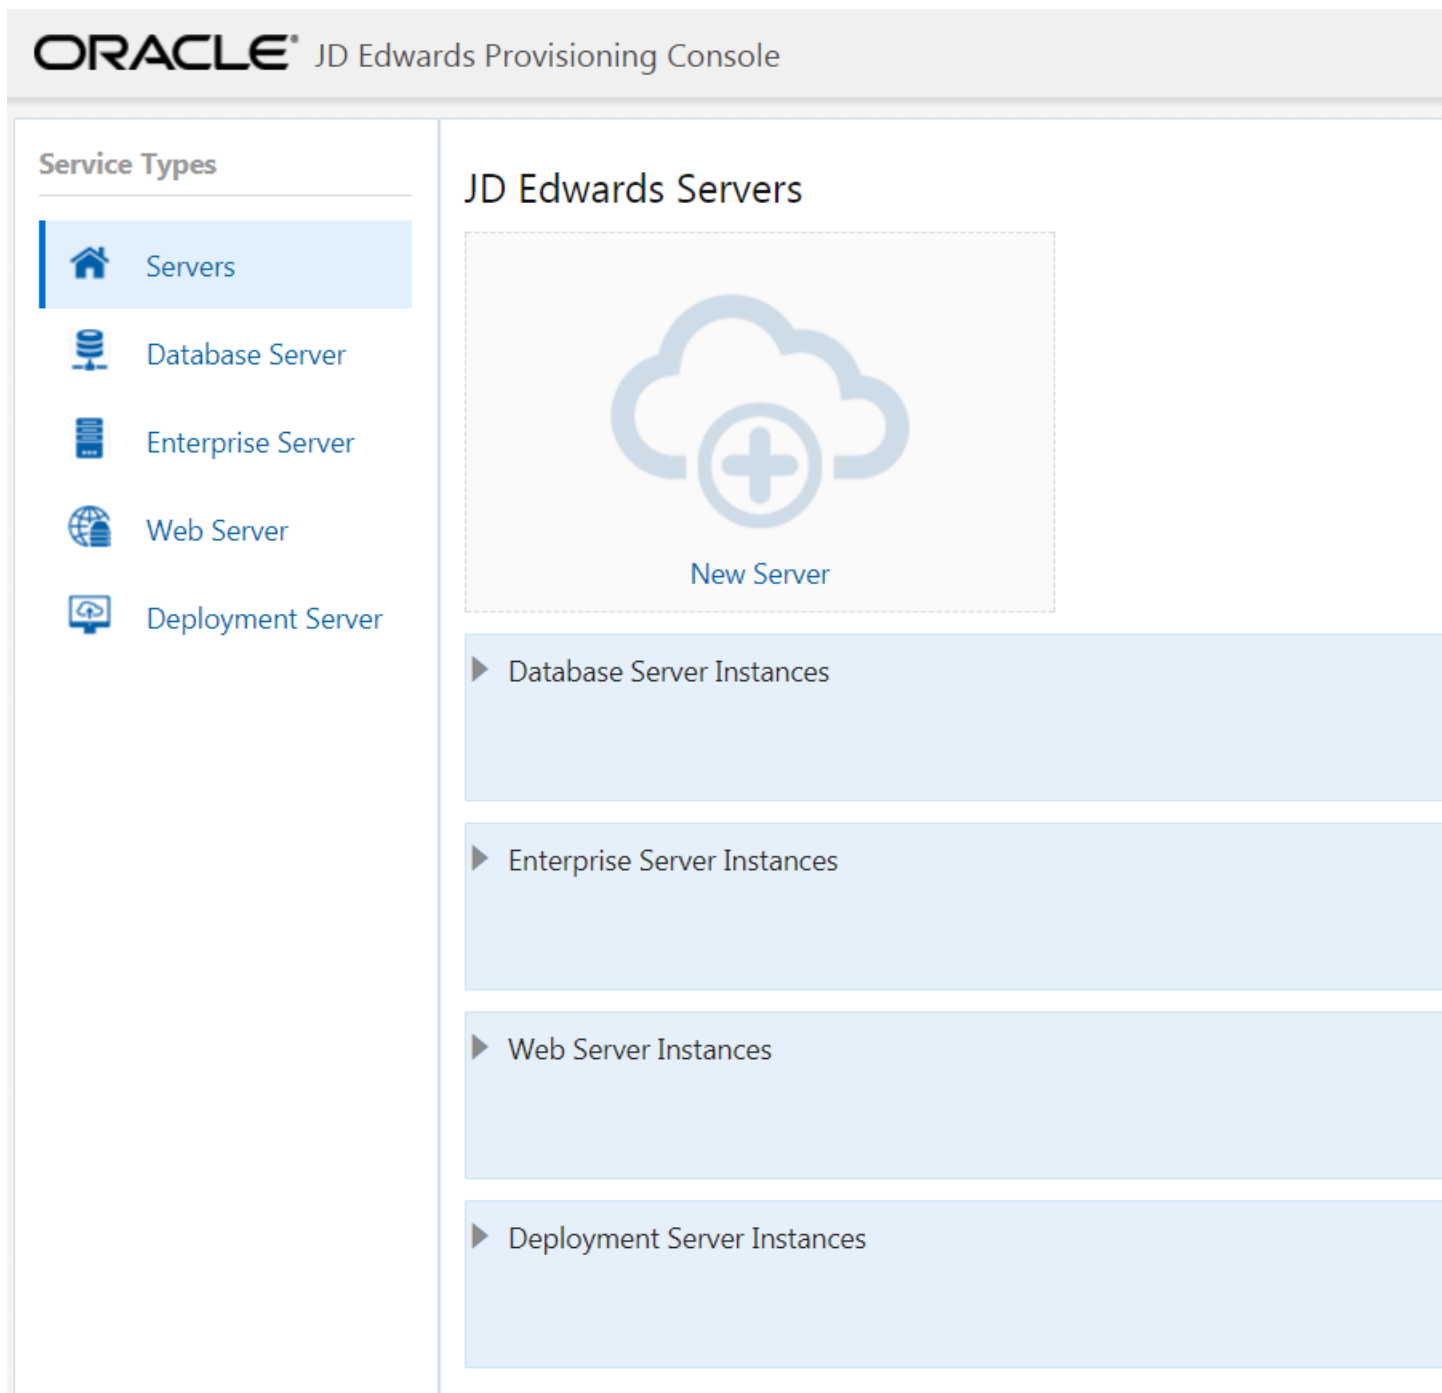 ORACLE® JD Edwards Provisioning Console
Service Types
Servers
Database Server
Enterprise Server
Web Server
Deployment Server
JD Edwards Servers
New Server
Database Server Instances
Enterprise Server Instances
Web Server Instances
Deployment Server Instances